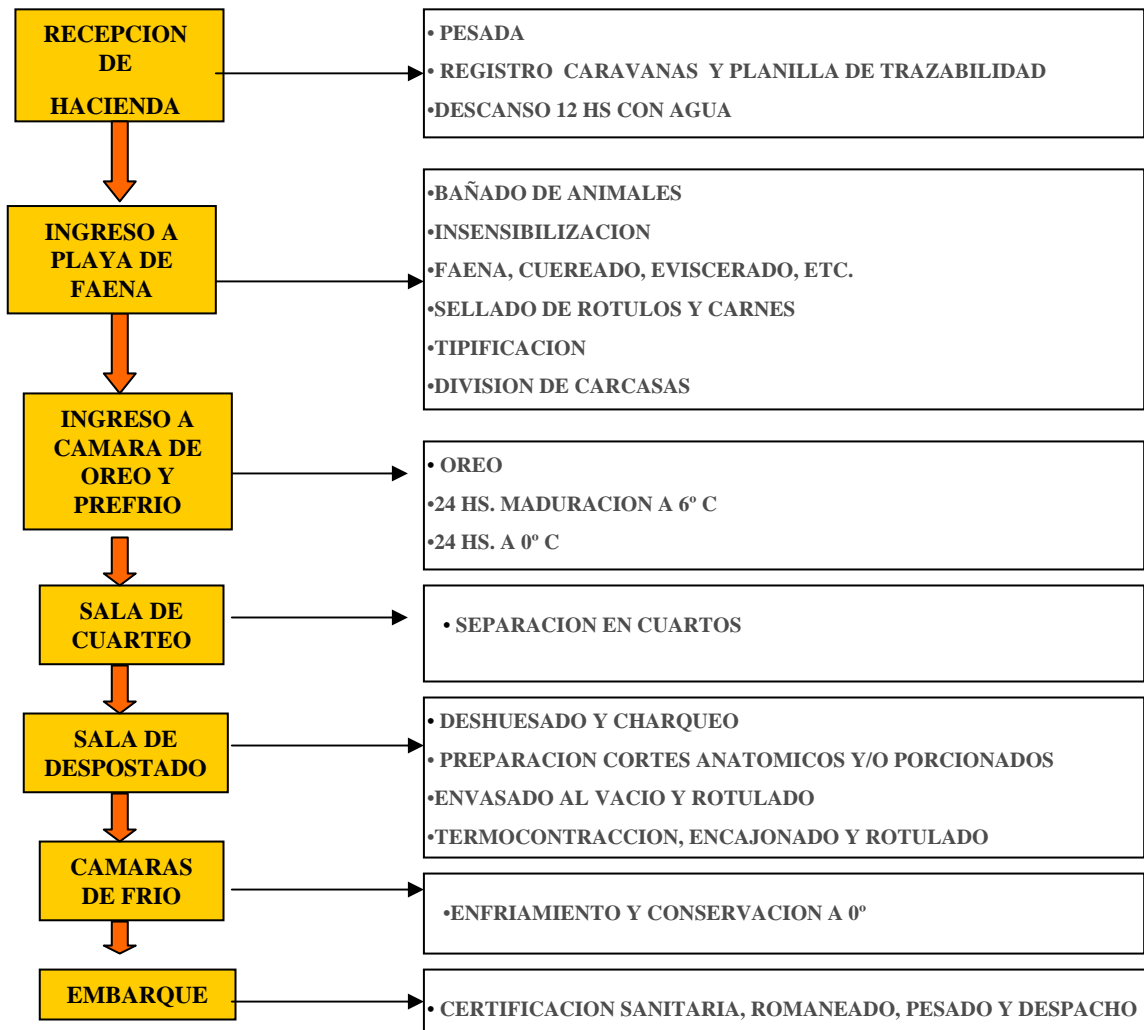 RECEPCION
DE
HACIENDA
• PESADA
• REGISTRO CARAVANAS Y PLANILLA DE TRAZABILIDAD
•DESCANSO 12 HS CON AGUA
INGRESO A
PLAYA DE
FAENA
•BAÑADO DE ANIMALES
•INSENSIBILIZACION
•FAENA, CUEREADO, EVISCERADO, ETC.
•SELLADO DE ROTULOS Y CARNES
•TIPIFICACION
•DIVISION DE CARCASAS
INGRESO A
CAMARA DE
OREO Y
PREFRIO
• OREO
•24 HS. MADURACION A 6º C
•24 HS. A 0º C
SALA DE
CUARTEO
• SEPARACION EN CUARTOS
SALA DE
DESPOSTADO
• DESHUESADO Y CHARQUEO
• PREPARACION CORTES ANATOMICOS Y/O PORCIONADOS
•ENVASADO AL VACIO Y ROTULADO
•TERMOCONTRACCION, ENCAJONADO Y ROTULADO
CAMARAS
DE FRIO
•ENFRIAMIENTO Y CONSERVACION A 0º
EMBARQUE
• CERTIFICACION SANITARIA, ROMANEADO, PESADO Y DESPACHO